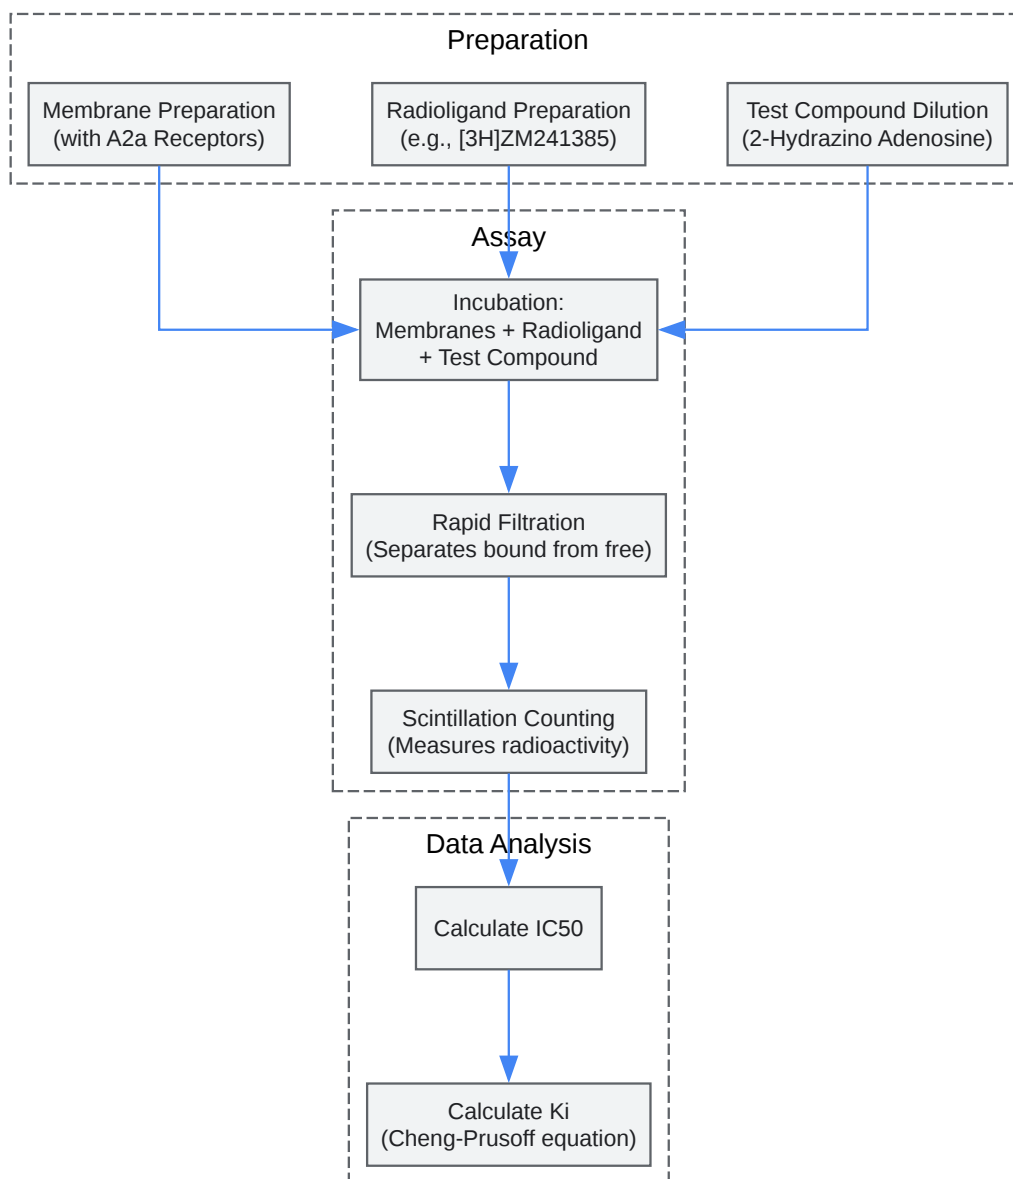 Preparation
Membrane Preparation
(with A2a Receptors)
Radioligand Preparation
(e.g., [3H]ZM241385)
Test Compound Dilution
(2-Hydrazino Adenosine)
Assay
Incubation:
Membranes + Radioligand
+ Test Compound
Rapid Filtration
(Separates bound from free)
Scintillation Counting
(Measures radioactivity)
Data Analysis
Calculate IC50
Calculate Ki
(Cheng-Prusoff equation)